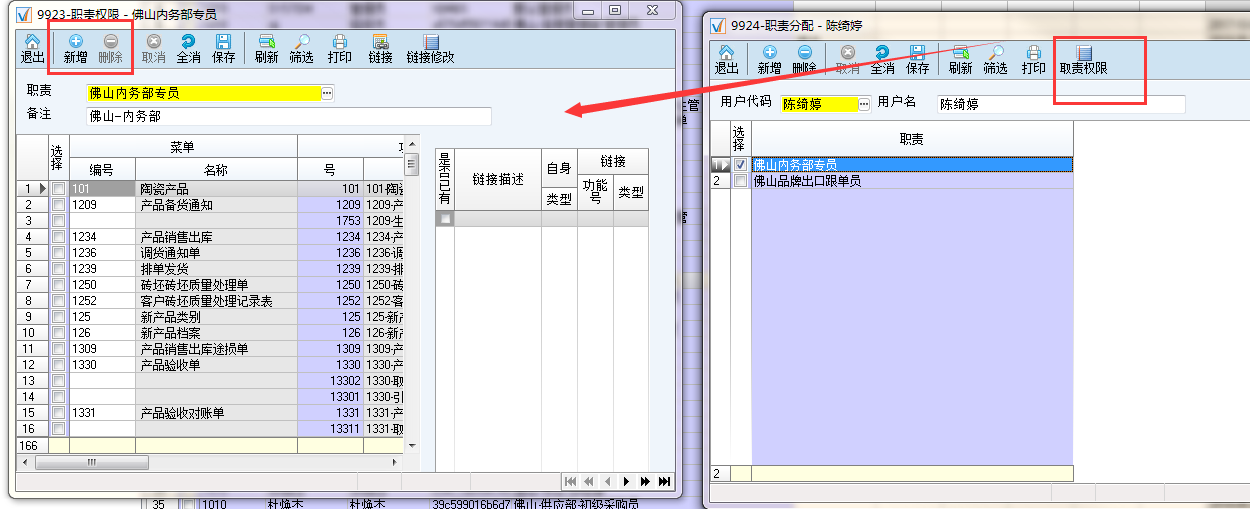 9923-职责权限 - 佛山内务部专员
退出 新增 删除 取消 全消 保存 刷新 筛选 打印 链接 链接修改
职责 佛山内务部专员
备注 佛山-内务部
选择 菜单
编号 名称 号
1 101 陶瓷产品 101 101-陶
2 1209 产品备货通知 1209 1209-产
3 1753 1209-生
4 1234 产品销售出库 1234 1234-产
5 1236 调货通知单 1236 1236-调
6 1239 排单发货 1239 1239-排
7 1250 砖坯砖坯质量处理单 1250 1250-砖
8 1252 客户砖坯质量处理记录表 1252 1252-客
9 125 新产品类别 125 125-新产
10 126 新产品档案 126 126-新产
11 1309 产品销售出库途损单 1309 1309-产
12 1330 产品验收单 1330 1330-产
13 13302 1330-取
14 13301 1330-引
15 1331 产品验收对账单 1331 1331-产
16 13311 1331-取
166
是否已有 链接描述 自身 链接
类型 功能号 类型
9924-职责分配 - 陈绮婷
退出 新增 删除 取消 全消 保存 刷新 筛选 打印 取责权限
用户代码 陈绮婷 用户名 陈绮婷
选择 职责
1 佛山内务部专员
2 佛山品牌出口跟单员
2
主管
单
35 1010 杜焕木 杜焕木 39c599016b6d7 佛山-供应部-初级采购员